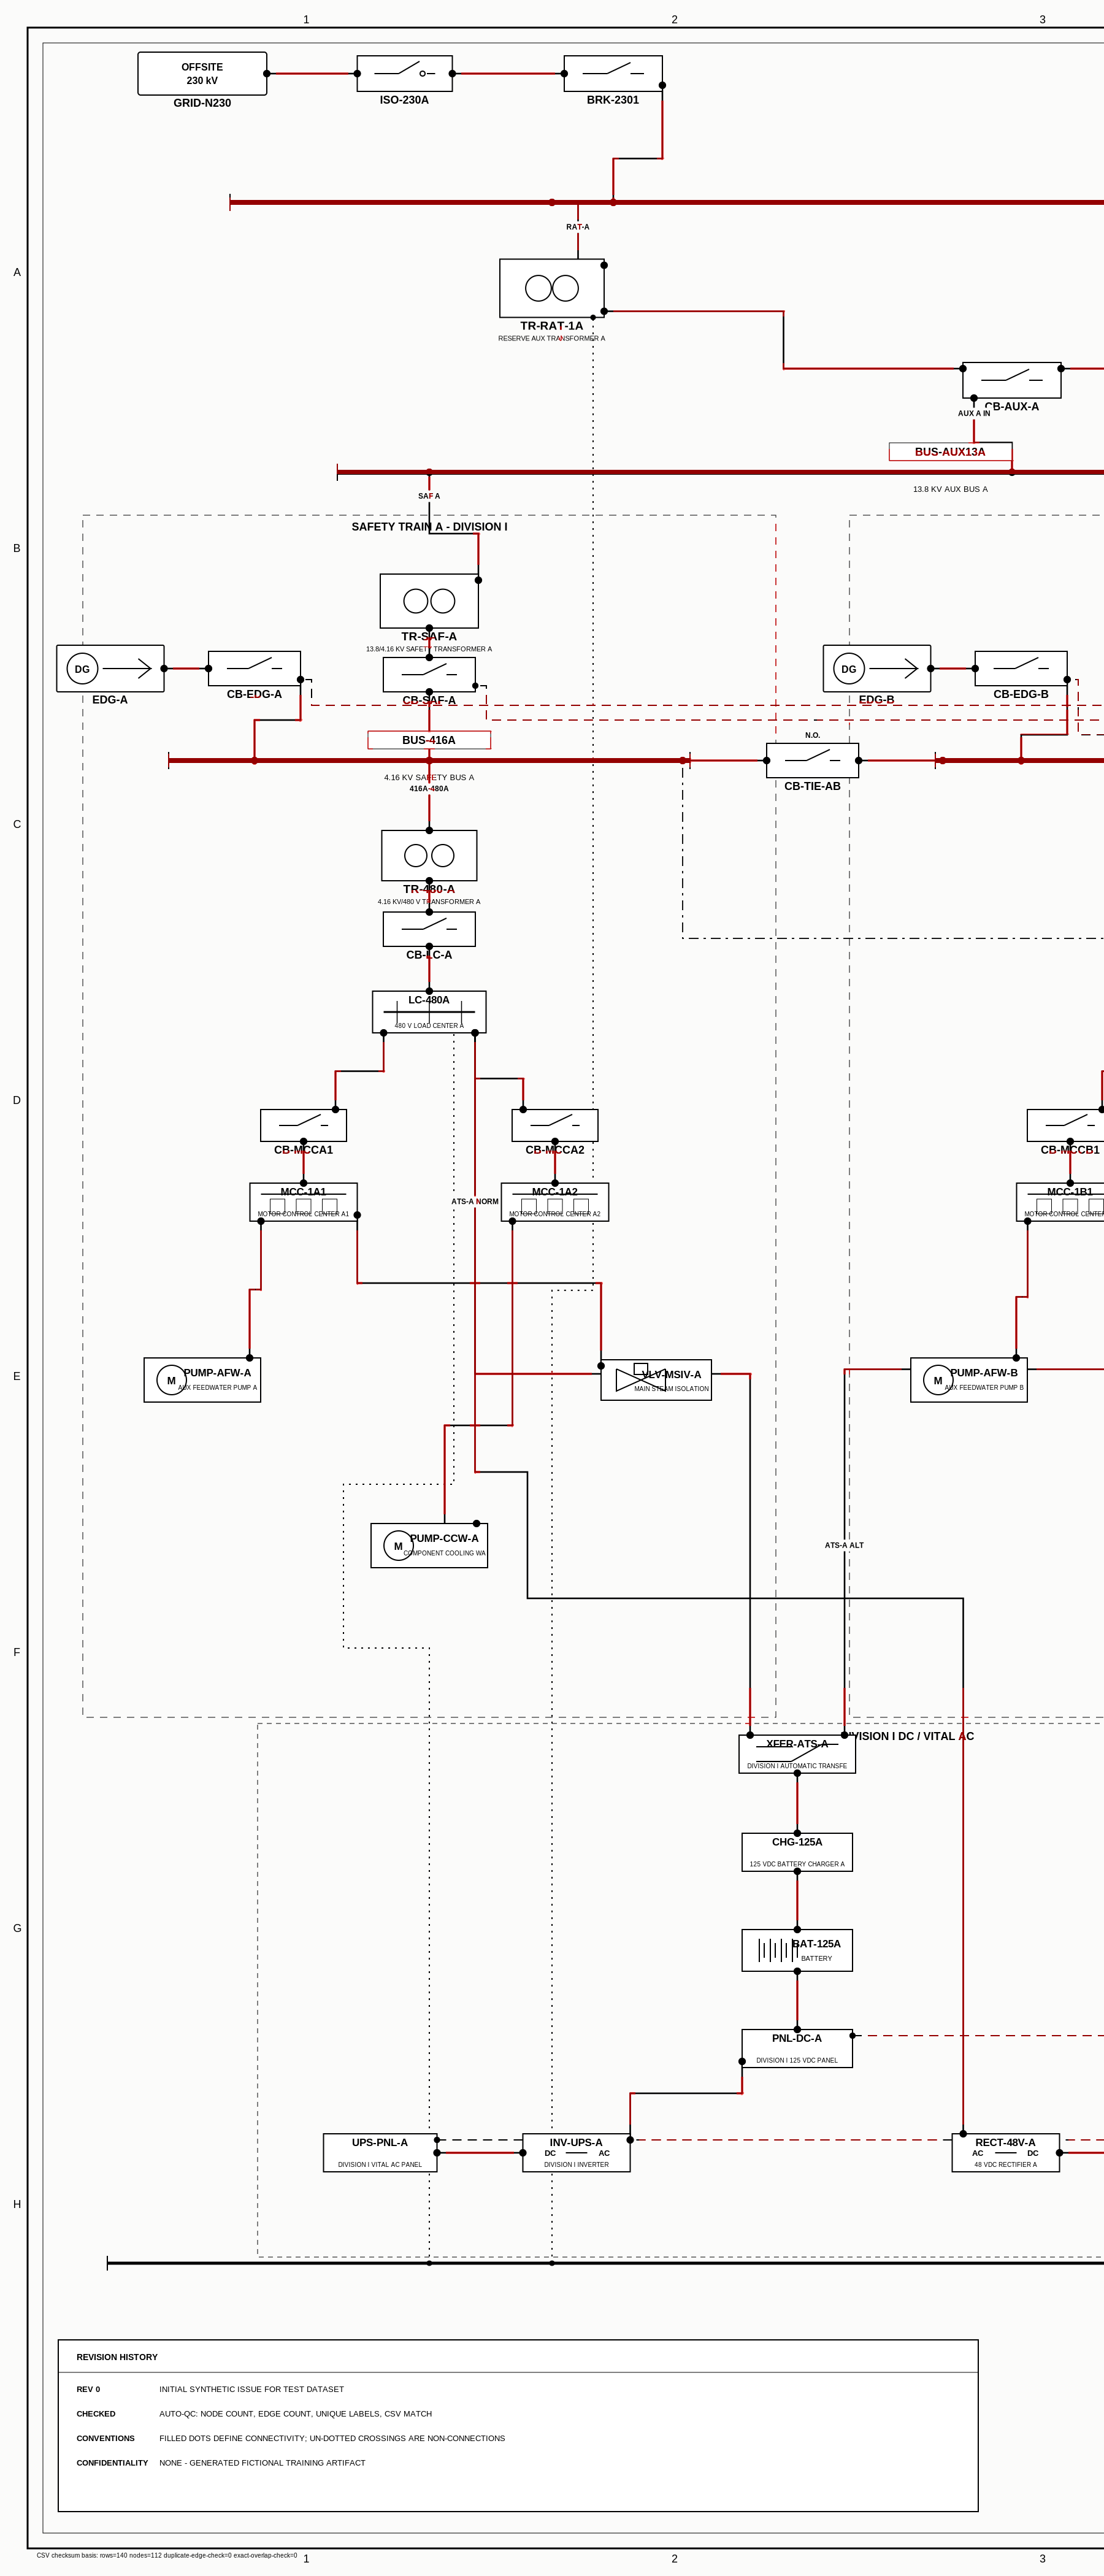 1
2
3
OFFSITE
230 kV
GRID-N230
ISO-230A
BRK-2301
RAT-A
A
TR-RAT-1A
RESERVE AUX TRANSFORMER A
CB-AUX-A
AUX A IN
BUS-AUX13A
13.8 KV AUX BUS A
SAF A
SAFETY TRAIN A - DIVISION I
B
TR-SAF-A
13.8/4.16 KV SAFETY TRANSFORMER A
DG
EDG-A
CB-EDG-A
CB-SAF-A
DG
EDG-B
CB-EDG-B
BUS-416A
N.O.
4.16 KV SAFETY BUS A
416A-480A
CB-TIE-AB
C
TR-480-A
4.16 KV/480 V TRANSFORMER A
CB-LC-A
LC-480A
480 V LOAD CENTER A
D
CB-MCCA1
CB-MCCA2
CB-MCCB1
MCC-1A1
MOTOR CONTROL CENTER A1
ATS-A NORM
MCC-1A2
MOTOR CONTROL CENTER A2
MCC-1B1
MOTOR CONTROL CENTER
E
M
PUMP-AFW-A
AUX FEEDWATER PUMP A
VLV-MSIV-A
MAIN STEAM ISOLATION
M
PUMP-AFW-B
AUX FEEDWATER PUMP B
M
PUMP-CCW-A
COMPONENT COOLING WA
ATS-A ALT
F
DIVISION I DC / VITAL AC
XFER-ATS-A
DIVISION I AUTOMATIC TRANSFE
CHG-125A
125 VDC BATTERY CHARGER A
G
BAT-125A
BATTERY
PNL-DC-A
DIVISION I 125 VDC PANEL
UPS-PNL-A
DIVISION I VITAL AC PANEL
INV-UPS-A
DC AC
DIVISION I INVERTER
RECT-48V-A
AC DC
48 VDC RECTIFIER A
H
REVISION HISTORY
REV 0 INITIAL SYNTHETIC ISSUE FOR TEST DATASET
CHECKED AUTO-QC: NODE COUNT, EDGE COUNT, UNIQUE LABELS, CSV MATCH
CONVENTIONS FILLED DOTS DEFINE CONNECTIVITY; UN-DOTTED CROSSINGS ARE NON-CONNECTIONS
CONFIDENTIALITY NONE - GENERATED FICTIONAL TRAINING ARTIFACT
CSV checksum basis: rows=140 nodes=112 duplicate-edge-check=0 exact-overlap-check=0
1
2
3